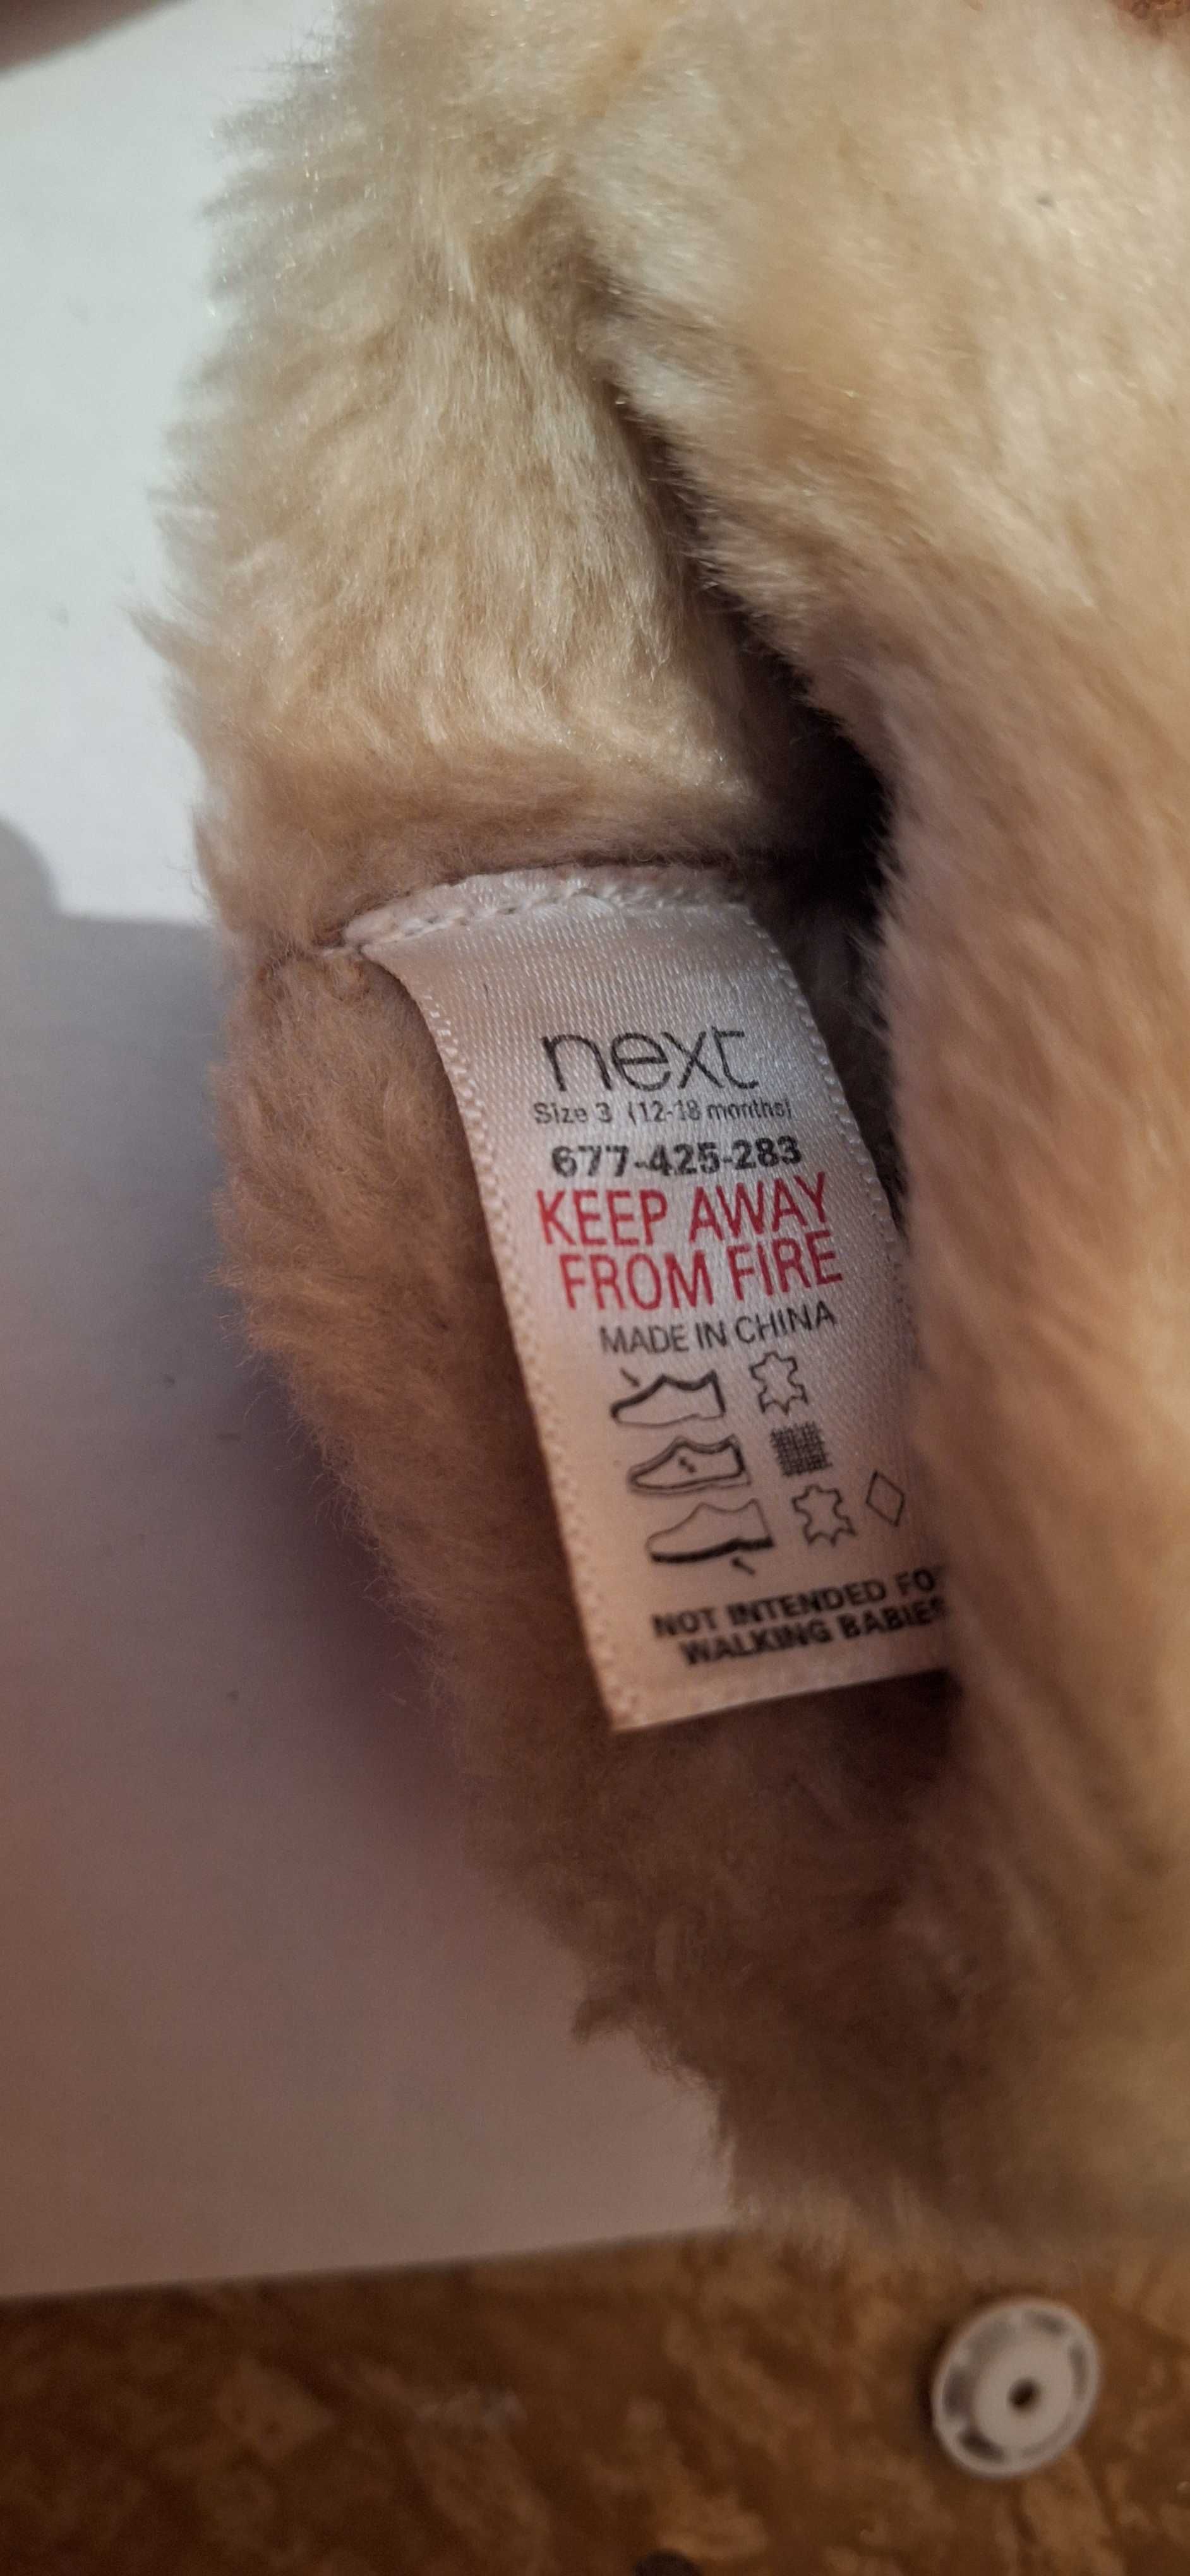 next
Size 3 (12-18 months)
677-425-283
KEEP AWAY
FROM FIRE
MADE IN CHINA
NOT INTENDED FO
WALKING BABIES